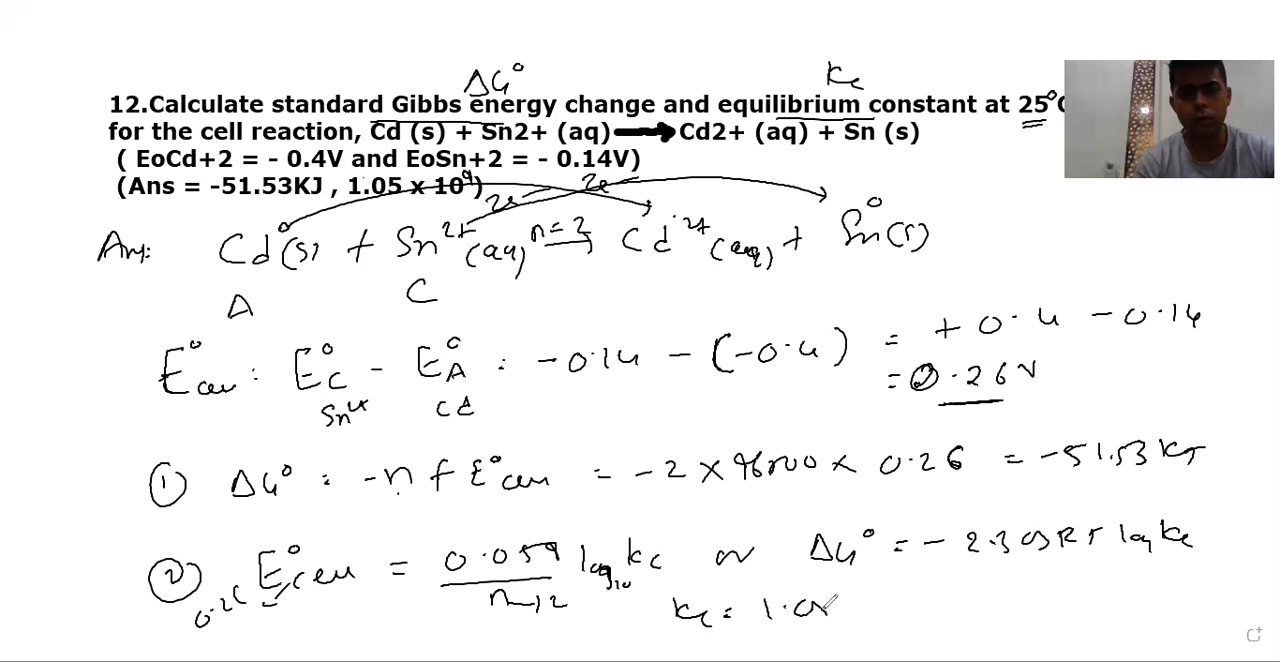 ΔG° Kc
12.Calculate standard Gibbs energy change and equilibrium constant at 25°C
for the cell reaction, Cd (s) + Sn2+ (aq)→Cd2+ (aq) + Sn (s)
( EoCd+2 = - 0.4V and EoSn+2 = - 0.14V)
(Ans = -51.53KJ , 1.05 x 10⁹)
2e 2e
Ans: Cd°(s) + Sn²⁺(aq) n=2 Cd²⁺(aq) + Sn°(s)
A C
E°cell : E°C - E°A : -0.14 - (-0.4) = +0.4 - 0.14
= 0.26V
Sn²⁺ Cd
① ΔG° : -nfE°cell = -2 x 96500 x 0.26 = -51.53 KJ
② E°cell = 0.059/n→2 log₁₀ Kc or ΔG° = -2.303RT log Kc
0.26
Kc = 1.0